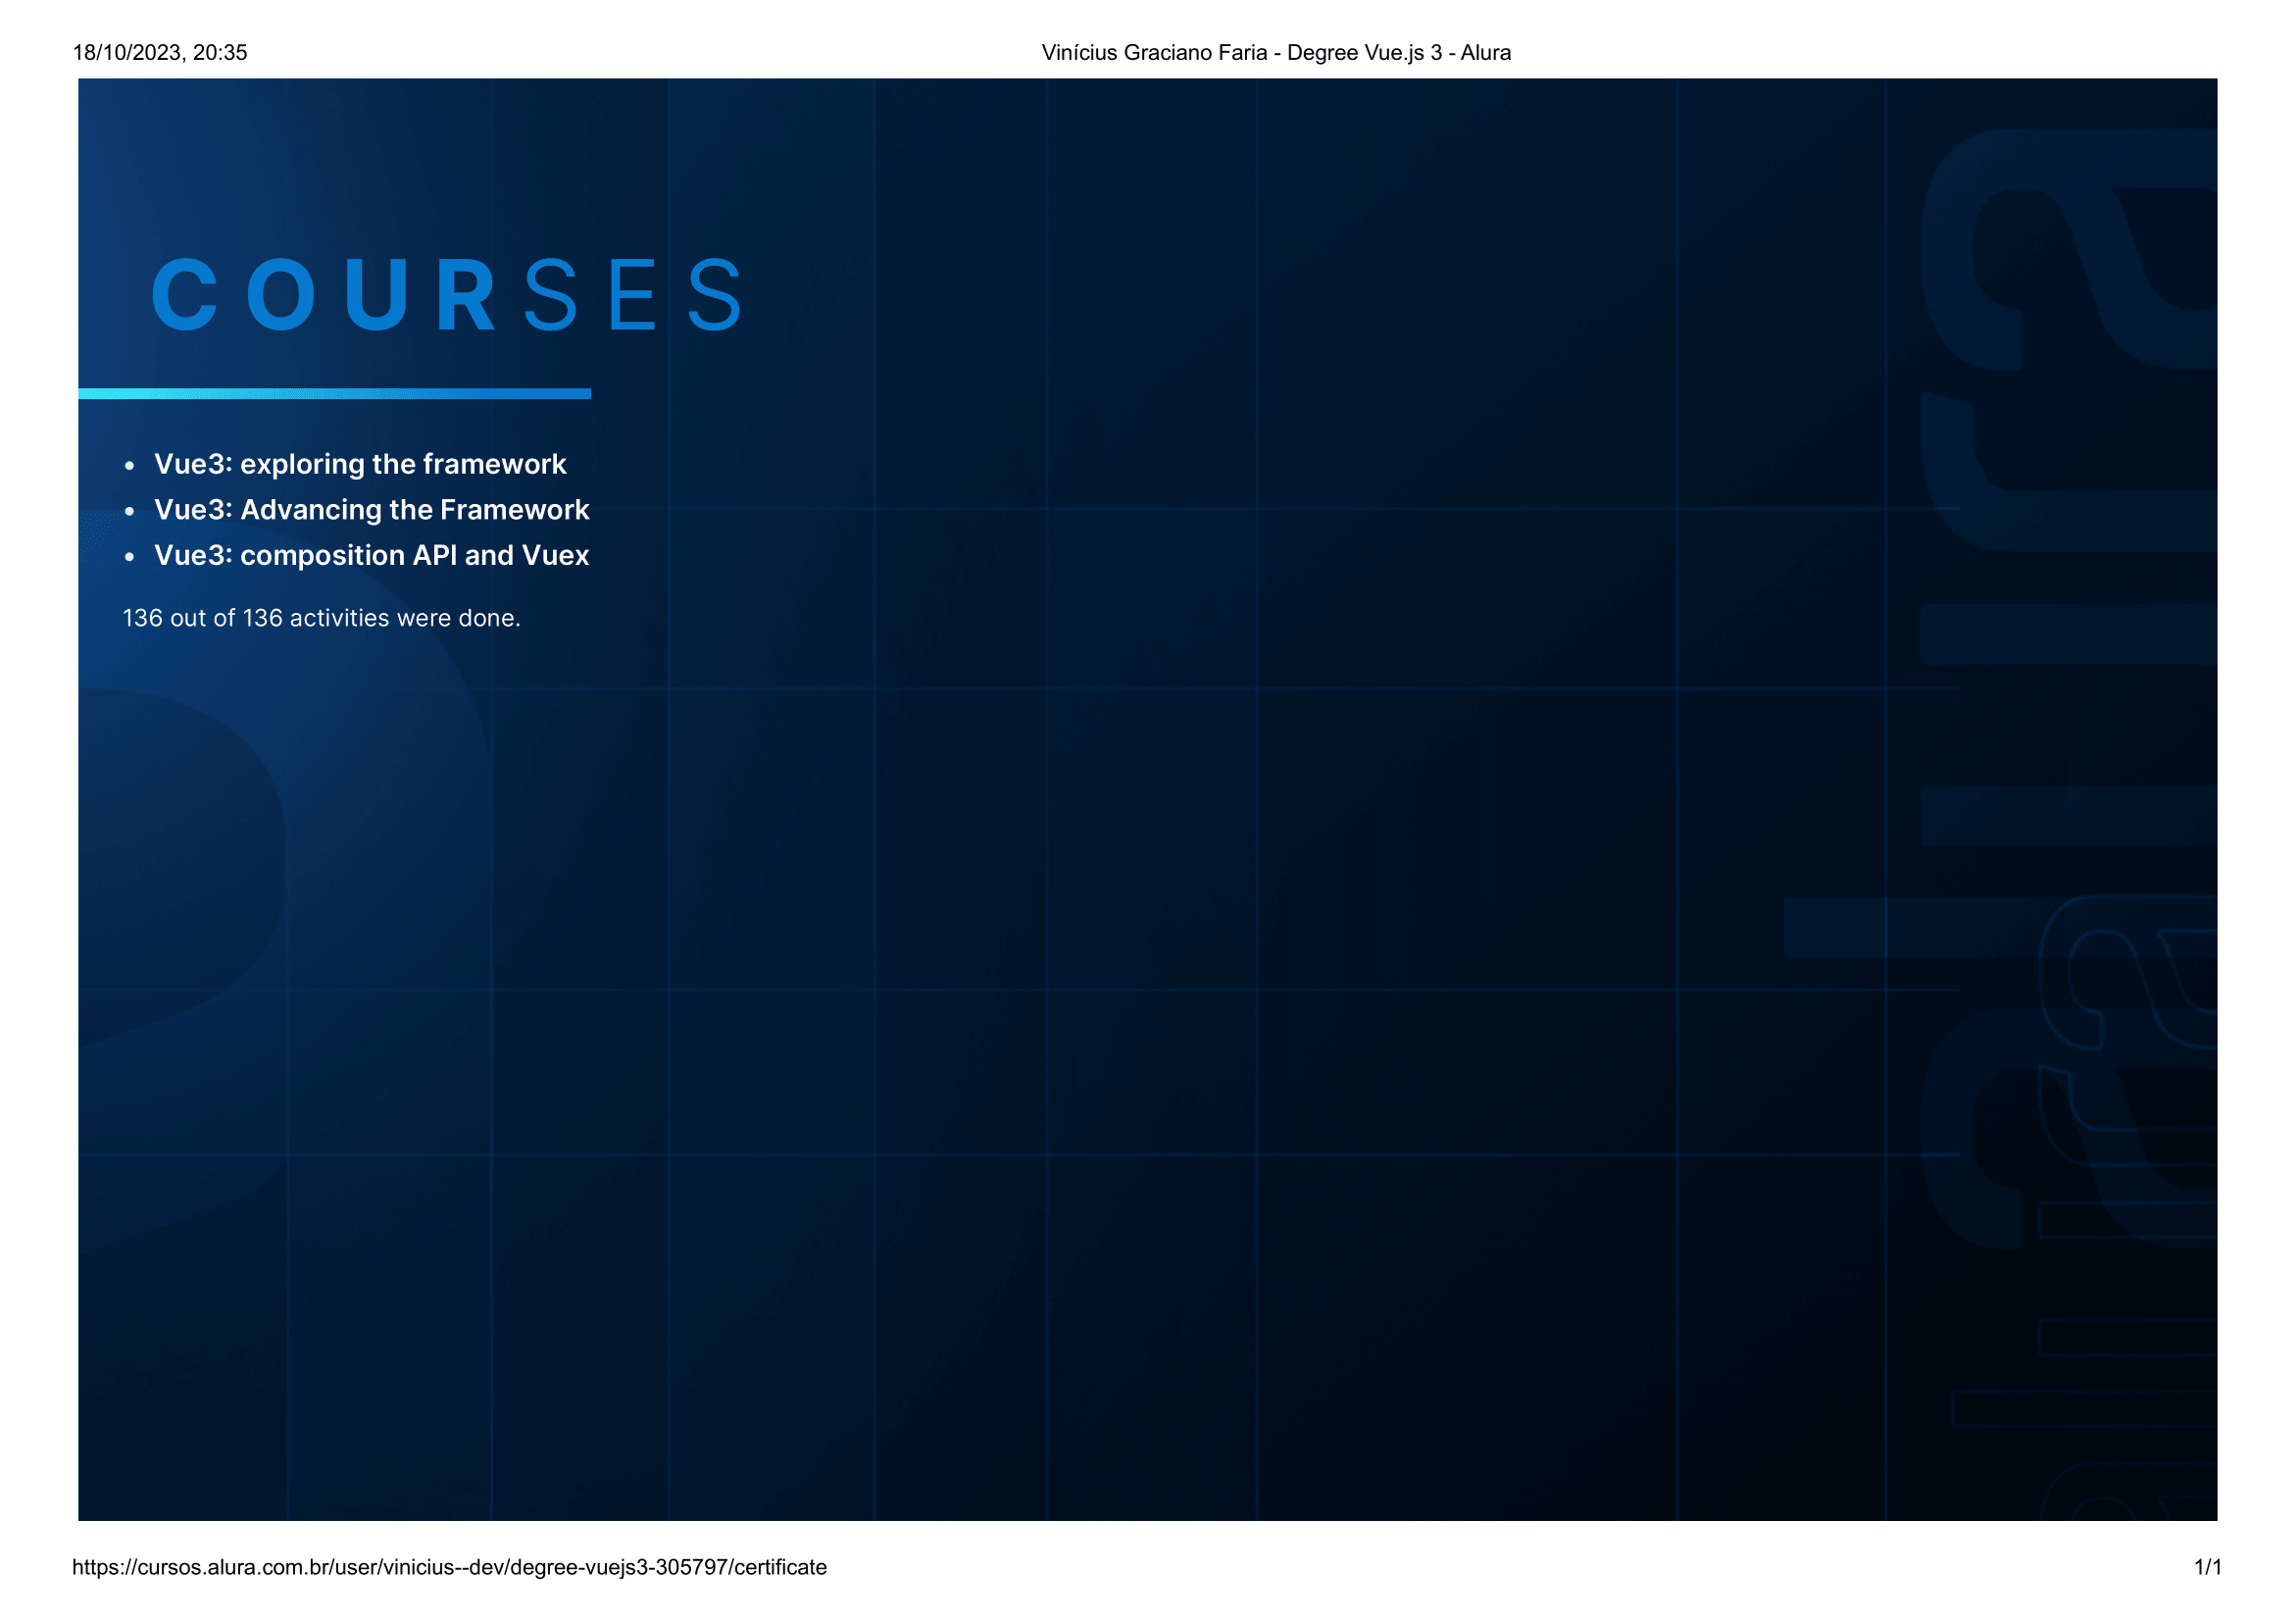 18/10/2023, 20:35
Vinícius Graciano Faria - Degree Vue.js 3 - Alura
COURSES
• Vue3: exploring the framework
• Vue3: Advancing the Framework
• Vue3: composition API and Vuex
136 out of 136 activities were done.
alura
alura
https://cursos.alura.com.br/user/vinicius--dev/degree-vuejs3-305797/certificate
1/1